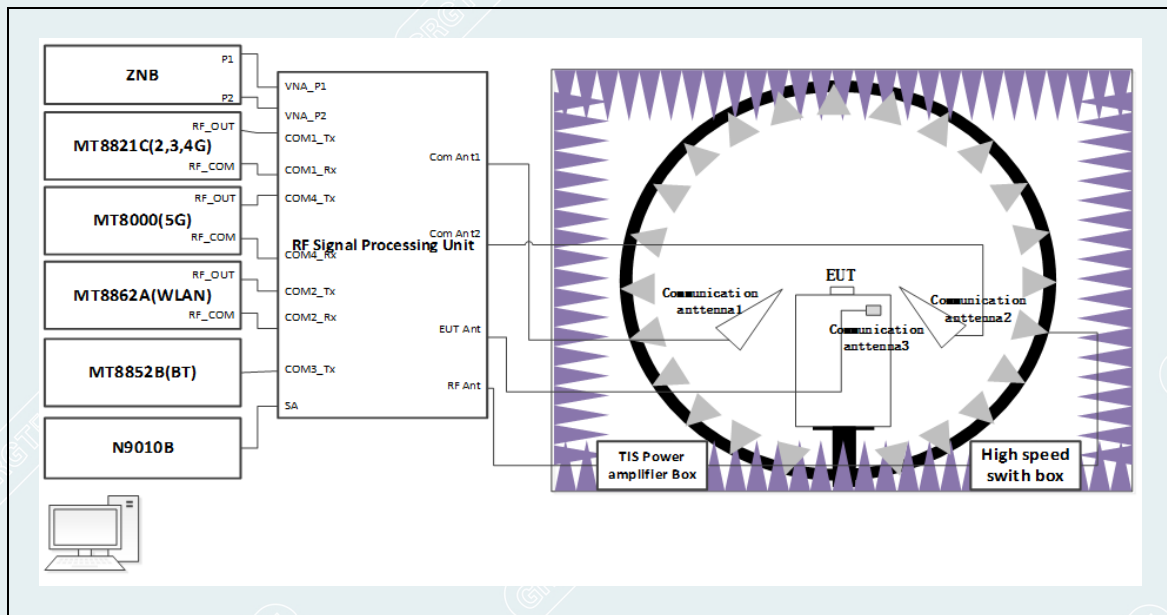 ZNB
P1
P2
MT8821C(2,3,4G)
RF_OUT
RF_COM
MT8000(5G)
RF_OUT
RF_COM
MT8862A(WLAN)
RF_OUT
RF_COM
MT8852B(BT)
N9010B
VNA_P1
VNA_P2
COM1_Tx
COM1_Rx
COM4_Tx
COM4_Rx
COM2_Tx
COM2_Rx
COM3_Tx
SA
RF Signal Processing Unit
Com Ant1
Com Ant2
EUT Ant
RF Ant
EUT
Communication
anttenna1
Communication
anttenna2
Communication
anttenna3
TIS Power
amplifier Box
High speed
swith box